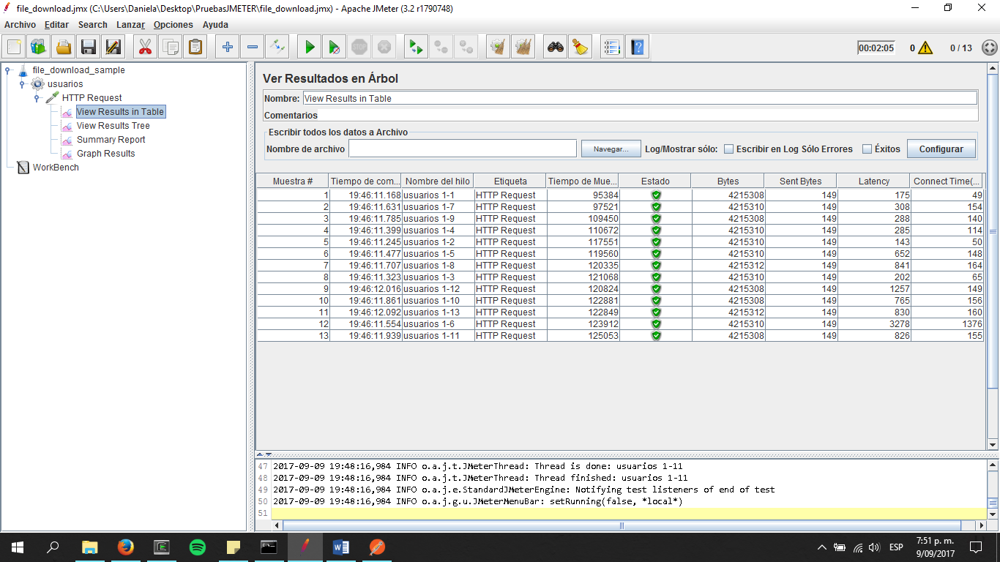 file_download.jmx (C:\Users\Daniela\Desktop\PruebasJMETER\file_download.jmx) - Apache JMeter (3.2 r1790748)
Archivo Editar Search Lanzar Opciones Ayuda
00:02:05 0 0 / 13
file_download_sample
usuarios
HTTP Request
View Results in Table
View Results Tree
Summary Report
Graph Results
WorkBench
Ver Resultados en Árbol
Nombre: View Results in Table
Comentarios
Escribir todos los datos a Archivo
Nombre de archivo Navegar... Log/Mostrar sólo: Escribir en Log Sólo Errores Éxitos Configurar
Muestra # Tiempo de com... Nombre del hilo Etiqueta Tiempo de Mue... Estado Bytes Sent Bytes Latency Connect Time(...
1 19:46:11.168 usuarios 1-1 HTTP Request 95384 4215308 149 175 49
2 19:46:11.631 usuarios 1-7 HTTP Request 97521 4215310 149 308 154
3 19:46:11.785 usuarios 1-9 HTTP Request 109450 4215308 149 288 140
4 19:46:11.399 usuarios 1-4 HTTP Request 110672 4215310 149 285 114
5 19:46:11.245 usuarios 1-2 HTTP Request 117551 4215310 149 143 50
6 19:46:11.477 usuarios 1-5 HTTP Request 119560 4215310 149 652 148
7 19:46:11.707 usuarios 1-8 HTTP Request 120335 4215312 149 841 164
8 19:46:11.323 usuarios 1-3 HTTP Request 121068 4215310 149 202 65
9 19:46:12.016 usuarios 1-12 HTTP Request 120824 4215308 149 1257 149
10 19:46:11.861 usuarios 1-10 HTTP Request 122881 4215308 149 765 156
11 19:46:12.092 usuarios 1-13 HTTP Request 122849 4215312 149 830 160
12 19:46:11.554 usuarios 1-6 HTTP Request 123912 4215310 149 3278 1376
13 19:46:11.939 usuarios 1-11 HTTP Request 125053 4215308 149 826 155
47 2017-09-09 19:48:16,984 INFO o.a.j.t.JMeterThread: Thread is done: usuarios 1-11
48 2017-09-09 19:48:16,984 INFO o.a.j.t.JMeterThread: Thread finished: usuarios 1-11
49 2017-09-09 19:48:16,984 INFO o.a.j.e.StandardJMeterEngine: Notifying test listeners of end of test
50 2017-09-09 19:48:16,984 INFO o.a.j.g.u.JMeterMenuBar: setRunning(false, *local*)
51
ESP
7:51 p. m.
9/09/2017